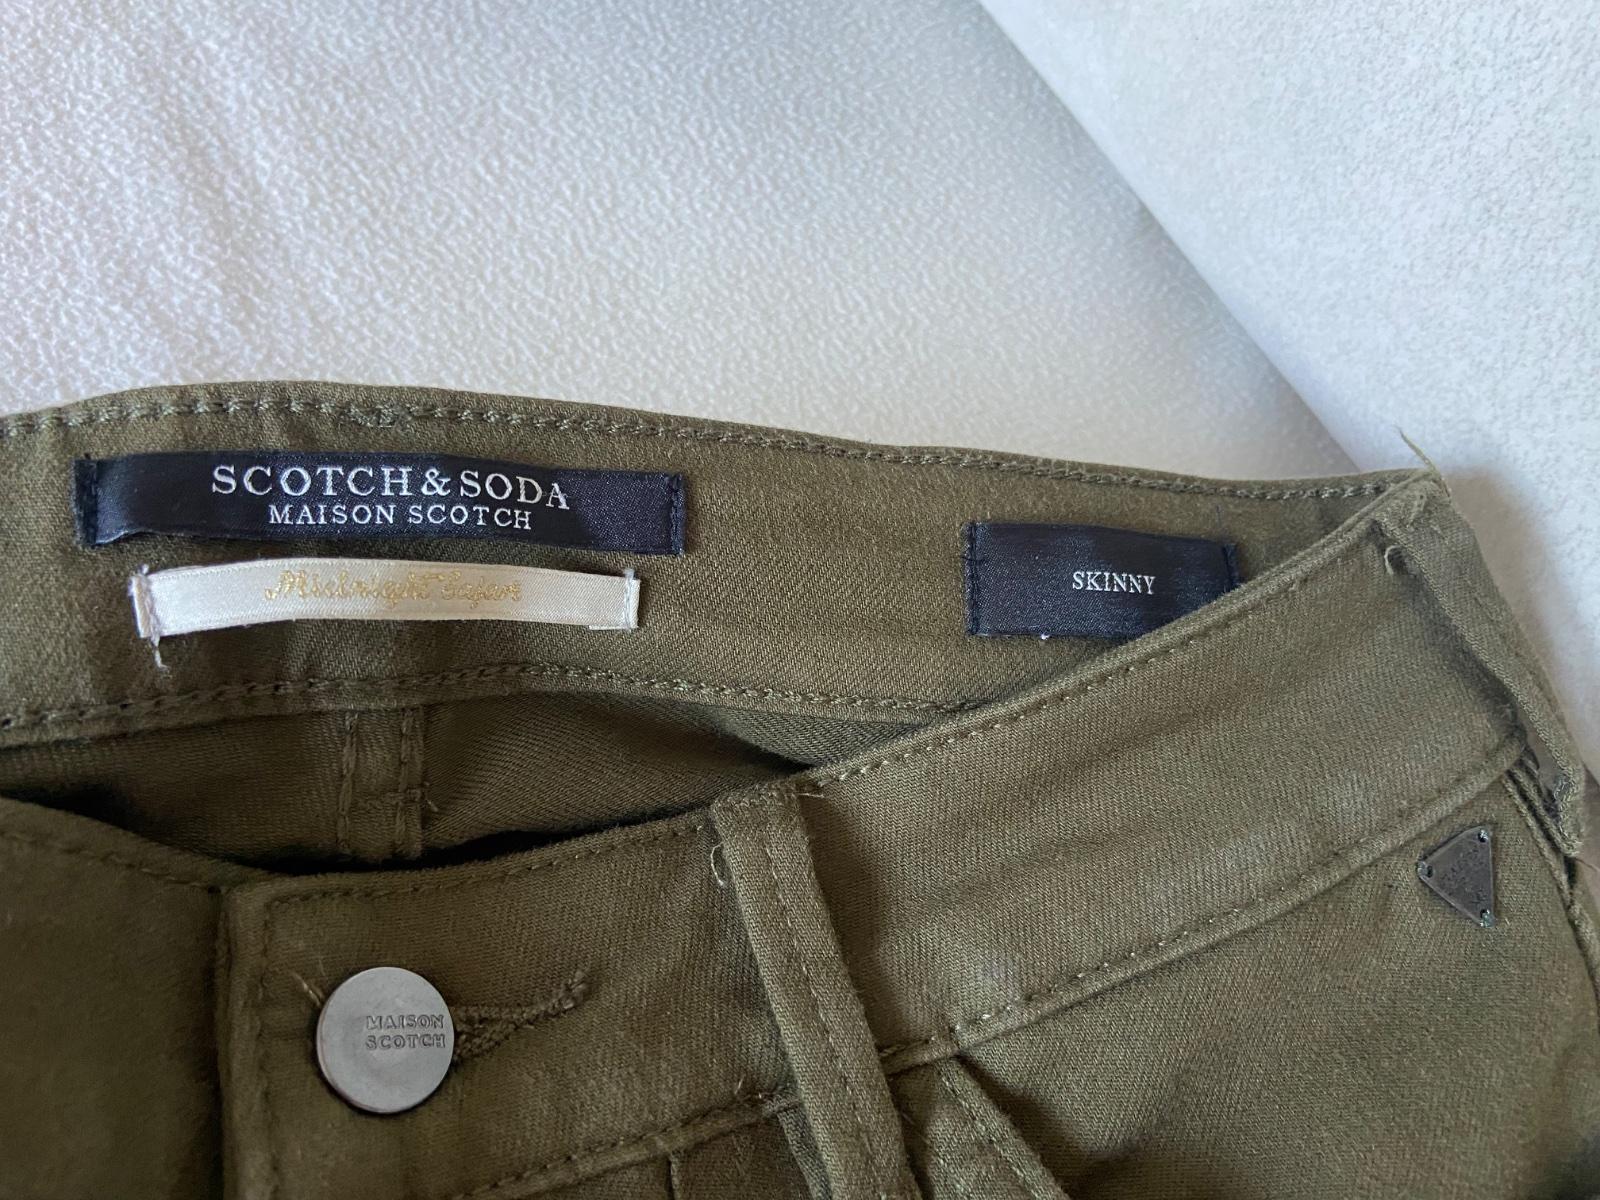 SCOTCH & SODA
MAISON SCOTCH
Midnight Safari
SKINNY
MAISON
SCOTCH